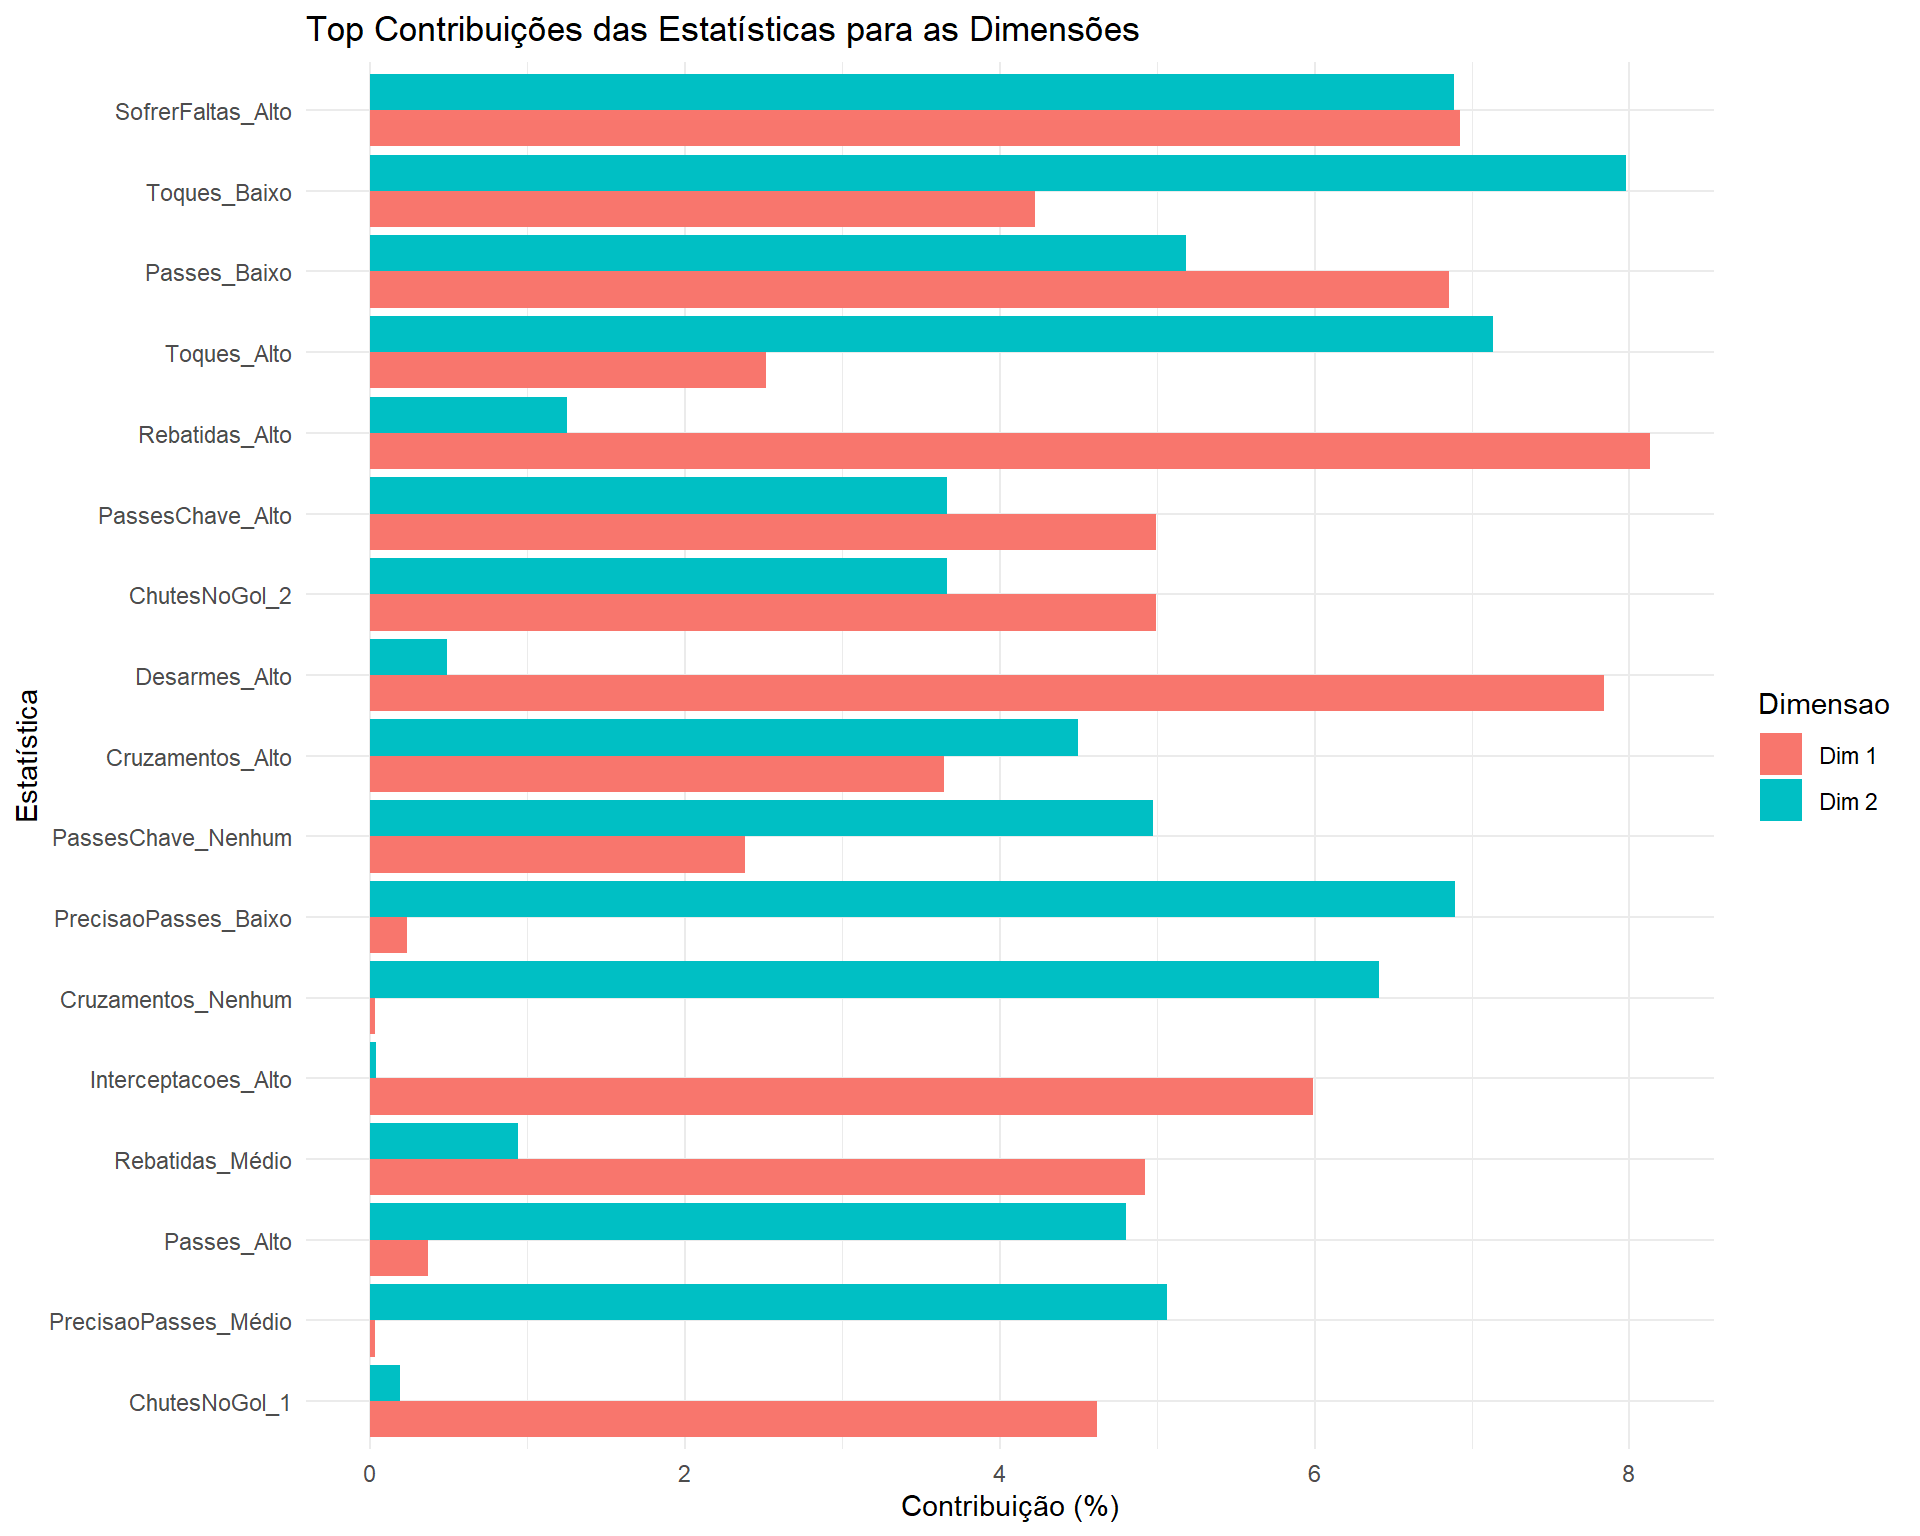 Top Contribuições das Estatísticas para as Dimensões
Estatística
SofrerFaltas_Alto
Toques_Baixo
Passes_Baixo
Toques_Alto
Rebatidas_Alto
PassesChave_Alto
ChutesNoGol_2
Desarmes_Alto
Cruzamentos_Alto
PassesChave_Nenhum
PrecisaoPasses_Baixo
Cruzamentos_Nenhum
Interceptacoes_Alto
Rebatidas_Médio
Passes_Alto
PrecisaoPasses_Médio
ChutesNoGol_1
0 2 4 6 8
Contribuição (%)
Dimensao
Dim 1
Dim 2